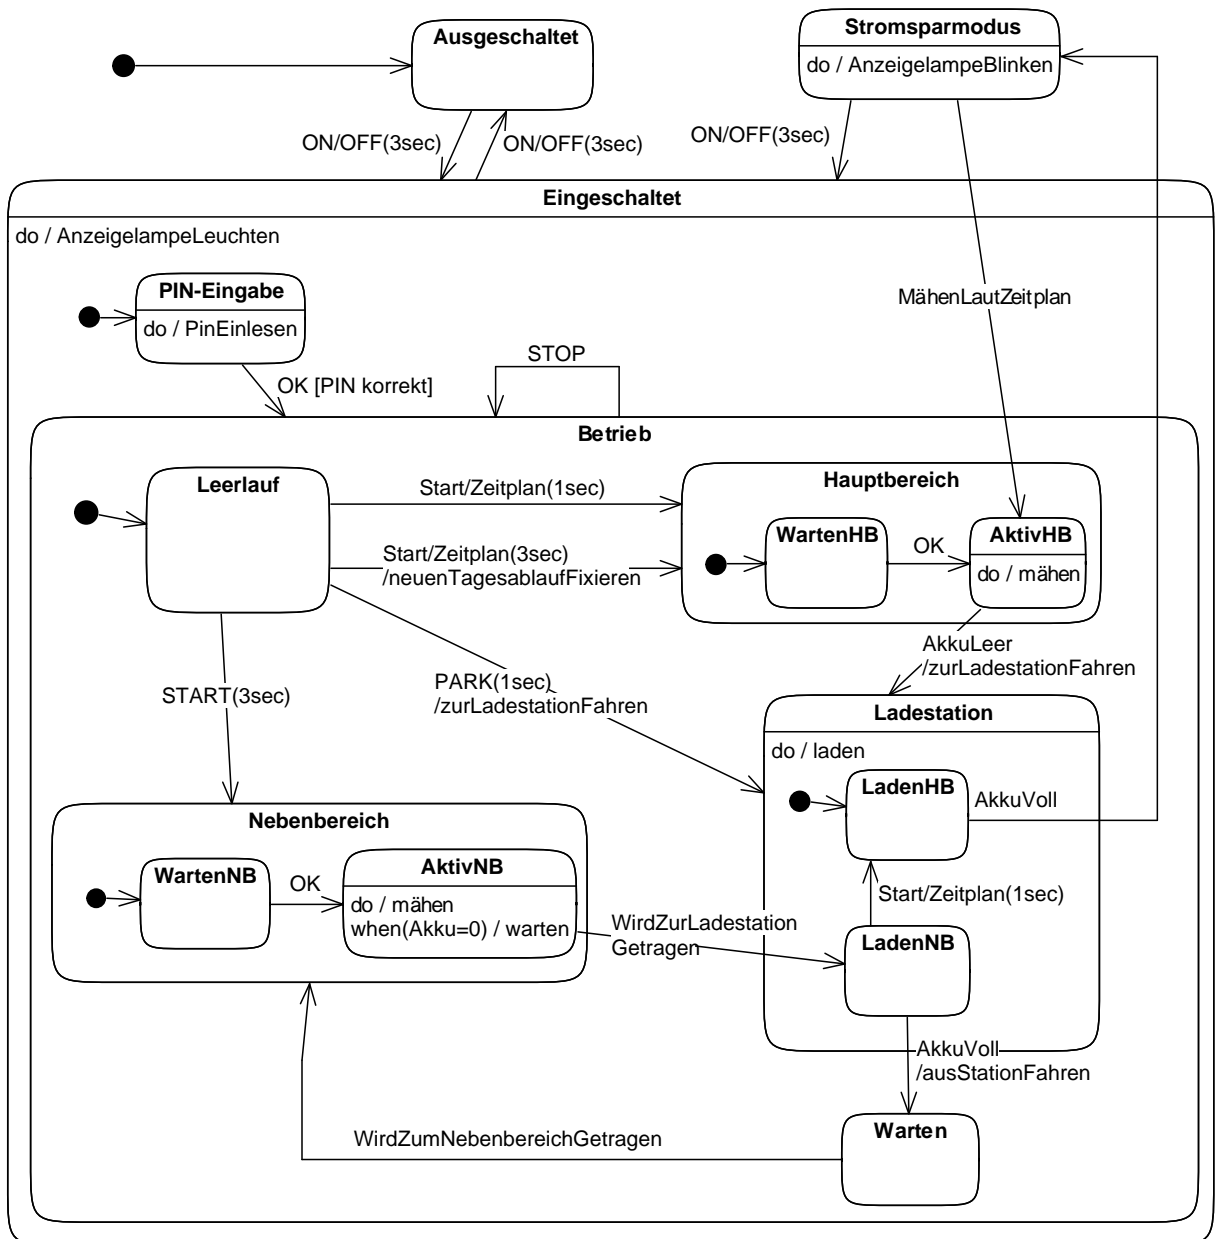 Ausgeschaltet
Stromsparmodus
do / AnzeigelampeBlinken
ON/OFF(3sec)
ON/OFF(3sec)
ON/OFF(3sec)
Eingeschaltet
do / AnzeigelampeLeuchten
PIN-Eingabe
do / PinEinlesen
MähenLautZeitplan
STOP
OK [PIN korrekt]
Betrieb
Leerlauf
Hauptbereich
Start/Zeitplan(1sec)
WartenHB
OK
AktivHB
do / mähen
Start/Zeitplan(3sec)
/neuenTagesablaufFixieren
AkkuLeer
/zurLadestationFahren
START(3sec)
PARK(1sec)
/zurLadestationFahren
Ladestation
do / laden
LadenHB
AkkuVoll
Nebenbereich
WartenNB
OK
AktivNB
do / mähen
when(Akku=0) / warten
Start/Zeitplan(1sec)
WirdZurLadestation
Getragen
LadenNB
AkkuVoll
/ausStationFahren
Warten
WirdZumNebenbereichGetragen